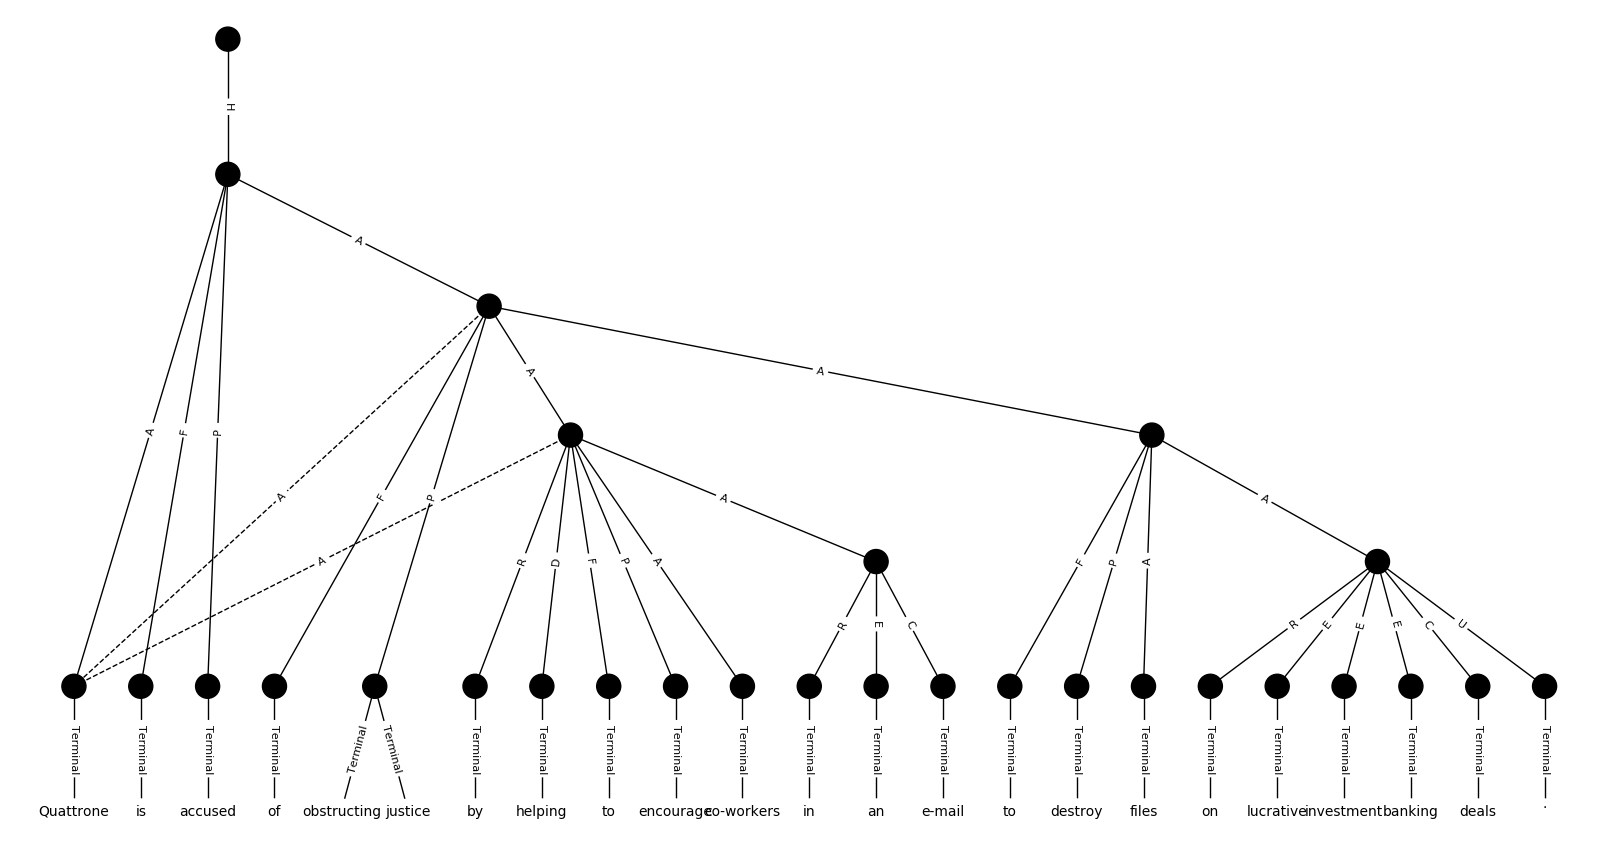 H
A
A
A
A F P
A F P A
A R D F P A F P A A
R E C R E E E C U
Terminal Terminal Terminal Terminal Terminal Terminal Terminal Terminal Terminal Terminal Terminal Terminal Terminal Terminal Terminal Terminal Terminal Terminal Terminal Terminal Terminal Terminal Terminal
Quattrone is accused of obstructing justice by helping to encourage co-workers in an e-mail to destroy files on lucrative investment banking deals .